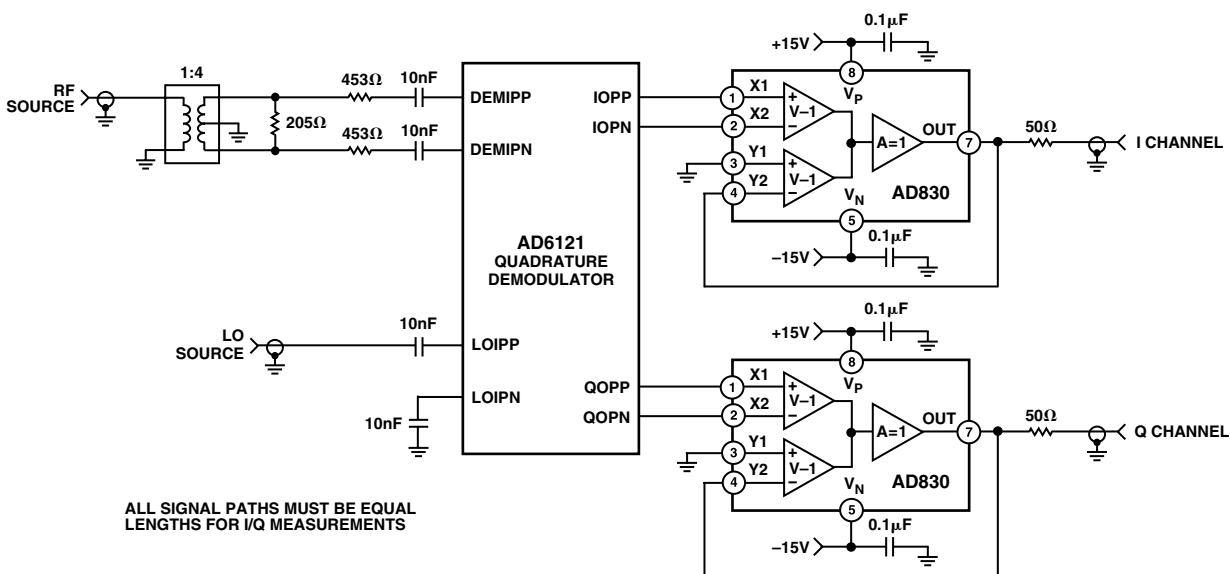 1:4
RF
SOURCE
453Ω
10nF
205Ω
453Ω
10nF
DEMIPP
DEMIPN
IOPP
IOPN
AD6121
QUADRATURE
DEMODULATOR
LO
SOURCE
10nF
LOIPP
LOIPN
10nF
QOPP
QOPN
+15V
0.1µF
8
VP
1
X1
+
V–1
2
X2
–
3
Y1
+
V–1
4
Y2
–
A=1
OUT
7
AD830
VN
5
–15V
0.1µF
50Ω
I CHANNEL
+15V
0.1µF
8
VP
1
X1
+
V–1
2
X2
–
3
Y1
+
V–1
4
Y2
–
A=1
OUT
7
AD830
VN
5
–15V
0.1µF
50Ω
Q CHANNEL
ALL SIGNAL PATHS MUST BE EQUAL
LENGTHS FOR I/Q MEASUREMENTS